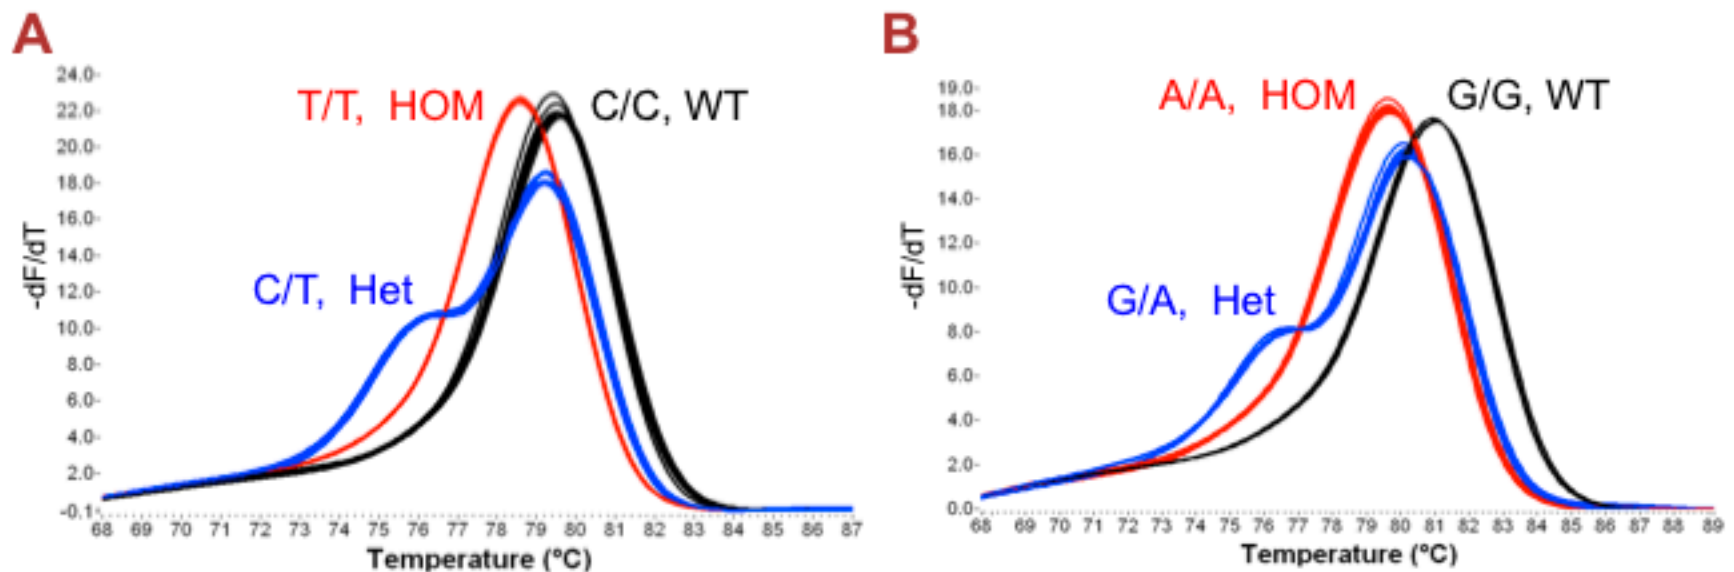 A
T/T, HOM
C/C, WT
C/T, Het
-dF/dT
24.0
22.0
20.0
18.0
16.0
14.0
12.0
10.0
8.0
6.0
4.0
2.0
-0.1
68 69 70 71 72 73 74 75 76 77 78 79 80 81 82 83 84 85 86 87
Temperature (°C)
B
A/A, HOM
G/G, WT
G/A, Het
-dF/dT
19.0
18.0
16.0
14.0
12.0
10.0
8.0
6.0
4.0
2.0
0.0
68 69 70 71 72 73 74 75 76 77 78 79 80 81 82 83 84 85 86 87 88 89
Temperature (°C)